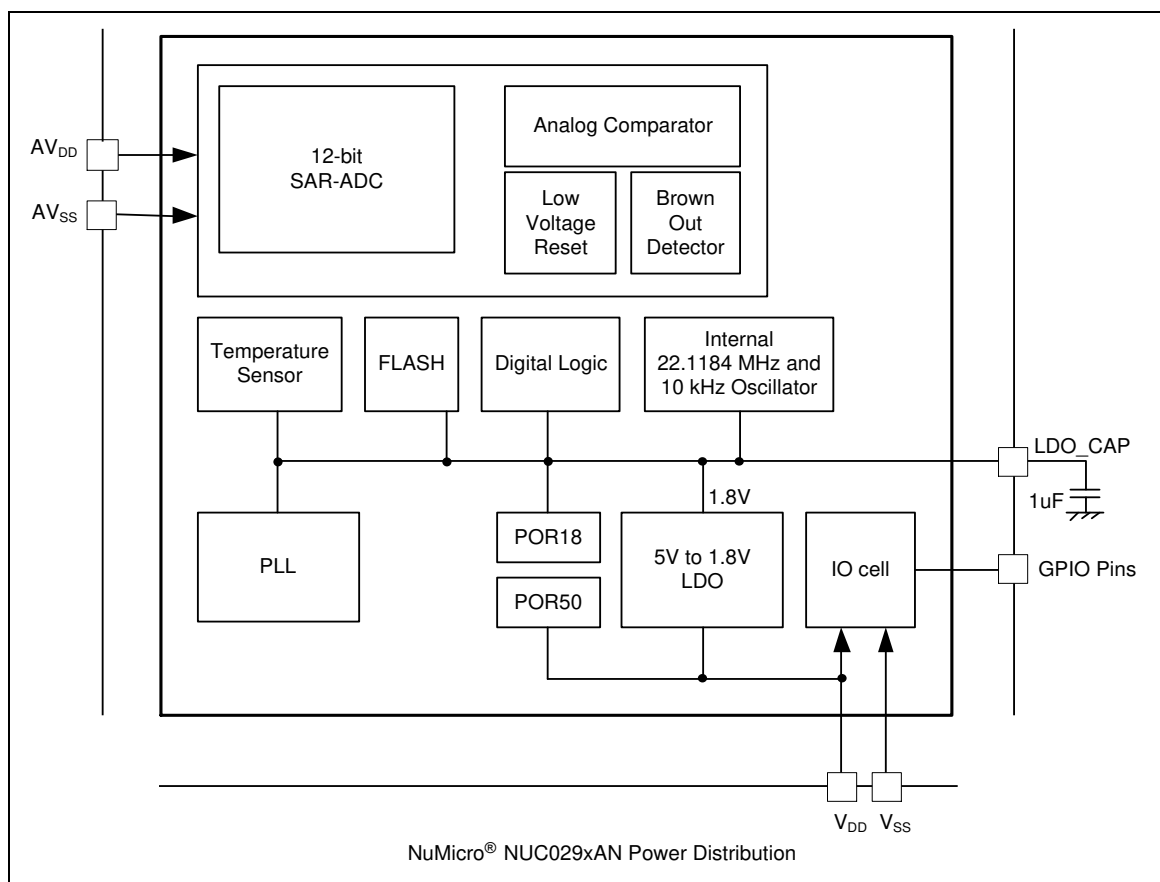 AVDD
AVSS
12-bit
SAR-ADC
Analog Comparator
Low
Voltage
Reset
Brown
Out
Detector
Temperature
Sensor
FLASH
Digital Logic
Internal
22.1184 MHz and
10 kHz Oscillator
LDO_CAP
1uF
1.8V
PLL
POR18
POR50
5V to 1.8V
LDO
IO cell
GPIO Pins
VDD
VSS
NuMicro® NUC029xAN Power Distribution